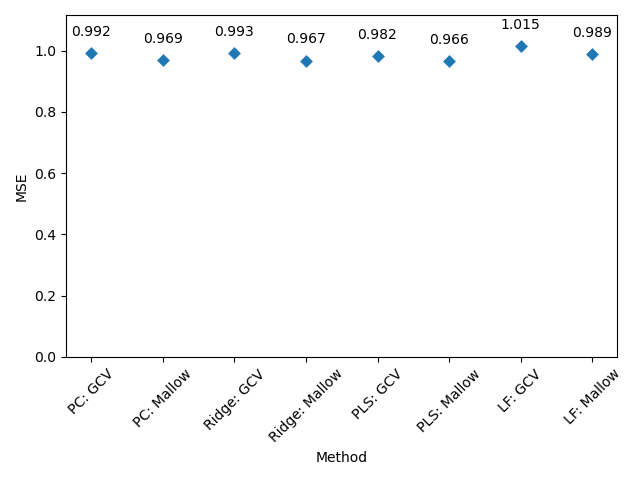 0.992 0.969 0.993 0.967 0.982 0.966 1.015 0.989
1.0
0.8
0.6
0.4
0.2
0.0
MSE
PC: GCV
PC: Mallow
Ridge: GCV
Ridge: Mallow
PLS: GCV
PLS: Mallow
LF: GCV
LF: Mallow
Method